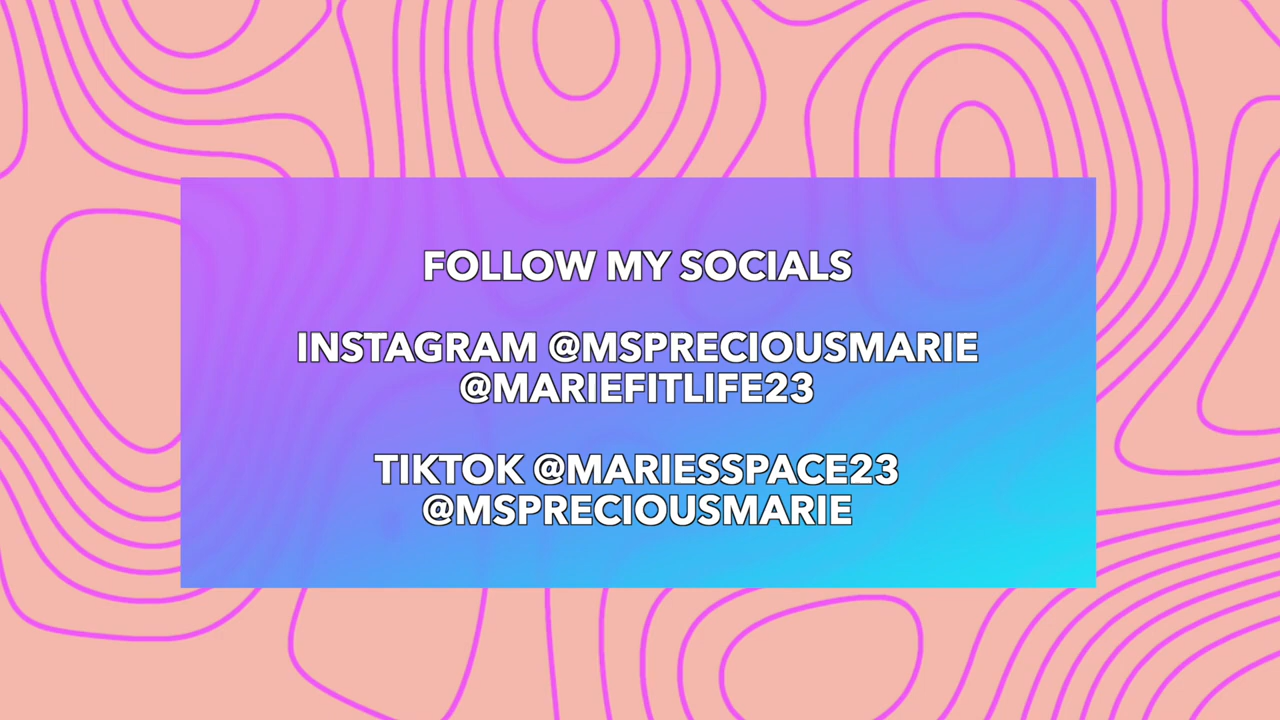 FOLLOW MY SOCIALS
INSTAGRAM @MSPRECIOUSMARIE
@MARIEFITLIFE23
TIKTOK @MARIESSPACE23
@MSPRECIOUSMARIE